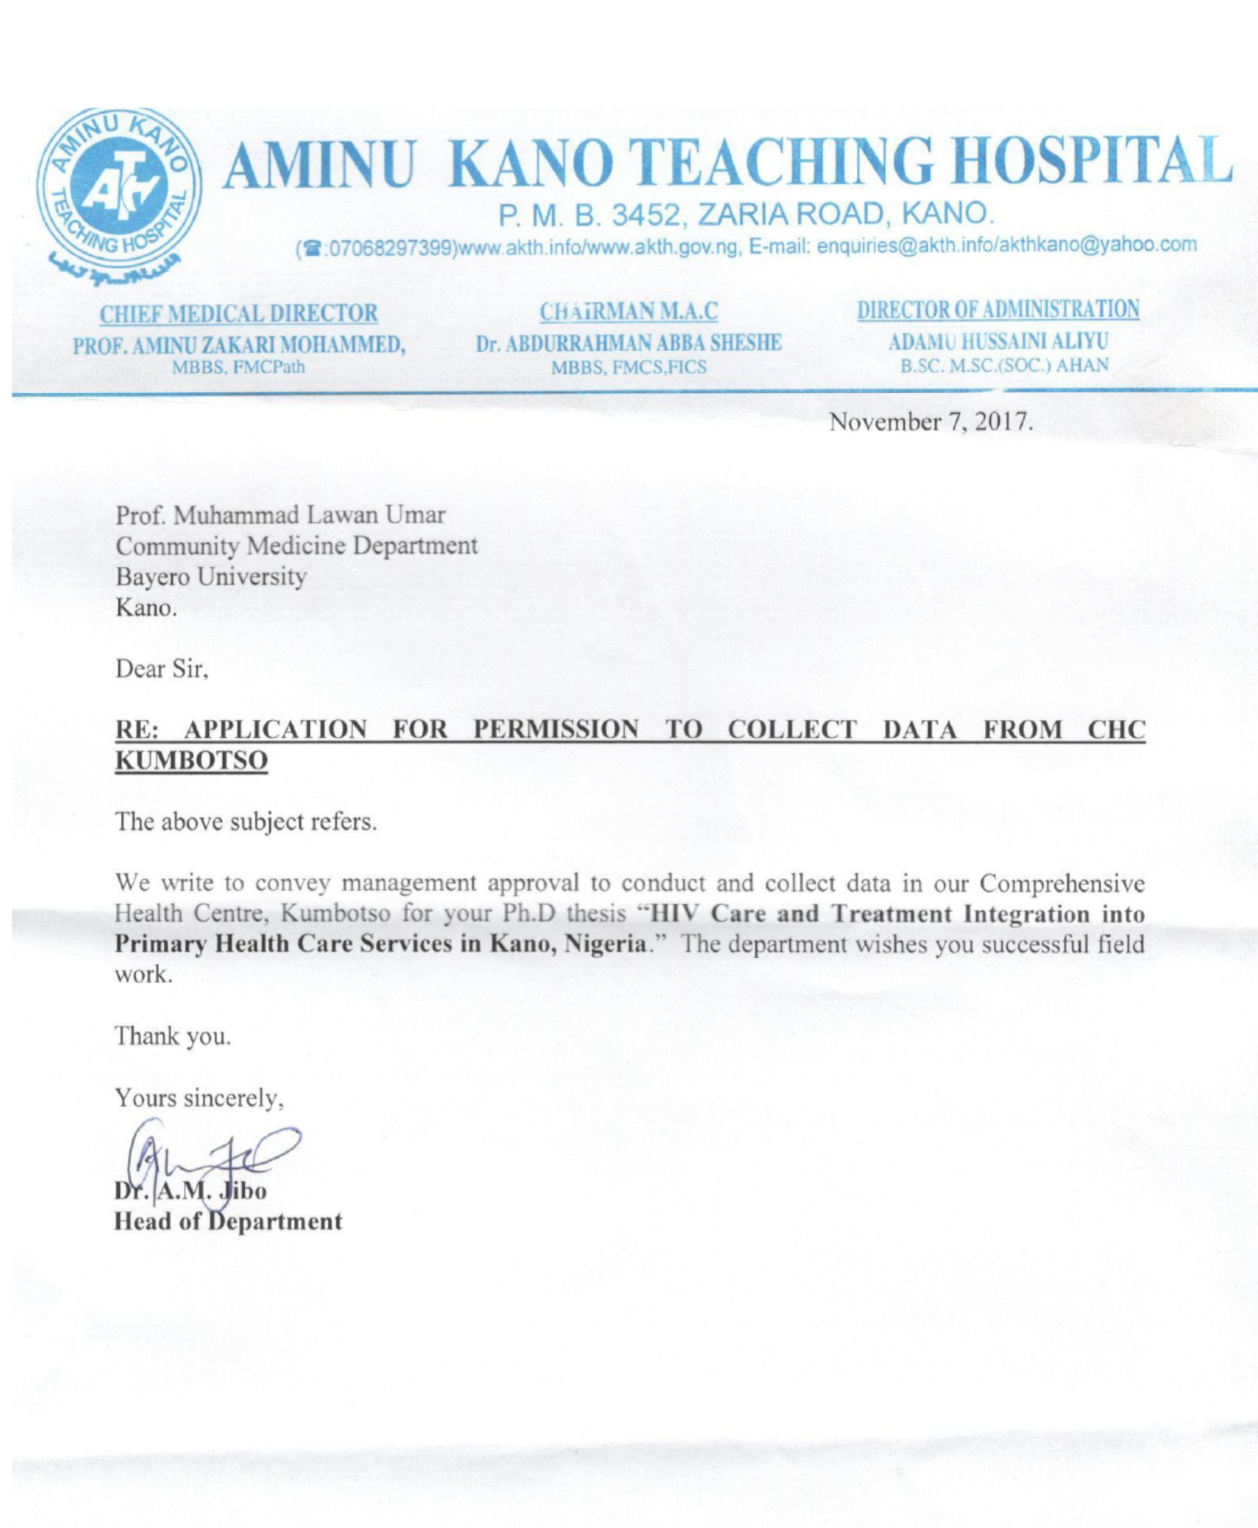 AMINU KANO
TEACHING HOSPITAL
AKTH
AMINU KANO TEACHING HOSPITAL
P. M. B. 3452, ZARIA ROAD, KANO.
(☎:07068297399)www.akth.info/www.akth.gov.ng, E-mail: enquiries@akth.info/akthkano@yahoo.com
CHIEF MEDICAL DIRECTOR
PROF. AMINU ZAKARI MOHAMMED,
MBBS, FMCPath
CHAIRMAN M.A.C
Dr. ABDURRAHMAN ABBA SHESHE
MBBS, FMCS,FICS
DIRECTOR OF ADMINISTRATION
ADAMU HUSSAINI ALIYU
B.SC. M.SC.(SOC.) AHAN
November 7, 2017.
Prof. Muhammad Lawan Umar
Community Medicine Department
Bayero University
Kano.
Dear Sir,
RE: APPLICATION FOR PERMISSION TO COLLECT DATA FROM CHC
KUMBOTSO
The above subject refers.
We write to convey management approval to conduct and collect data in our Comprehensive
Health Centre, Kumbotso for your Ph.D thesis “HIV Care and Treatment Integration into
Primary Health Care Services in Kano, Nigeria.” The department wishes you successful field
work.
Thank you.
Yours sincerely,
Dr. A.M. Jibo
Head of Department